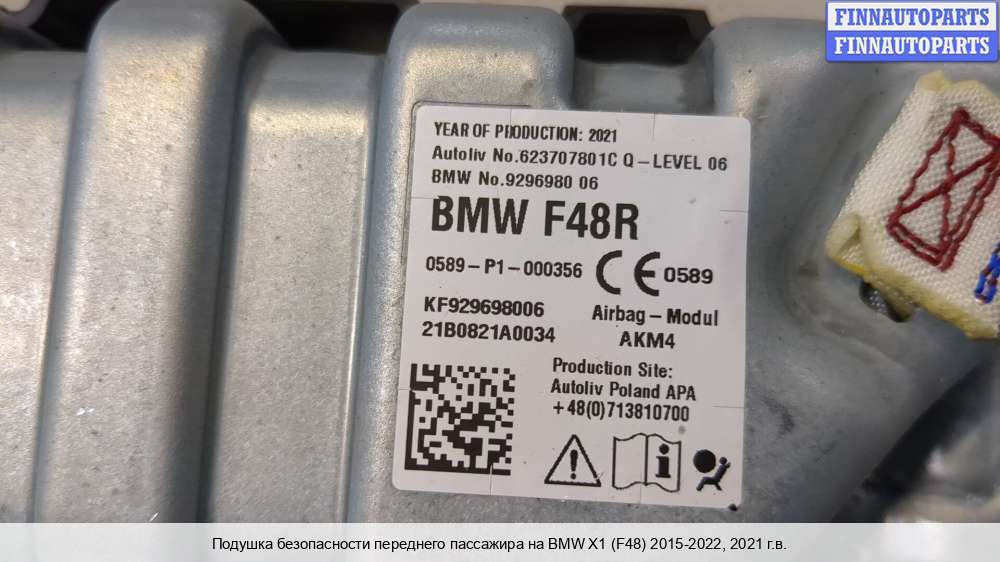 FINNAUTOPARTS
FINNAUTOPARTS
YEAR OF PRODUCTION: 2021
Autoliv No.623707801C Q-LEVEL 06
BMW No.9296980 06
BMW F48R
0589-P1-000356 CE 0589
KF929698006
21B0821A0034
Airbag-Modul
AKM4
Production Site:
Autoliv Poland APA
+48(0)713810700
Подушка безопасности переднего пассажира на BMW X1 (F48) 2015-2022, 2021 г.в.